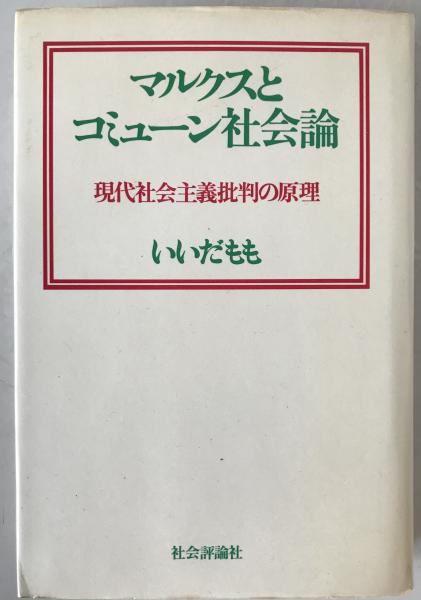 マルクスと
コミューン社会論
現代社会主義批判の原理
いいだもも
社会評論社